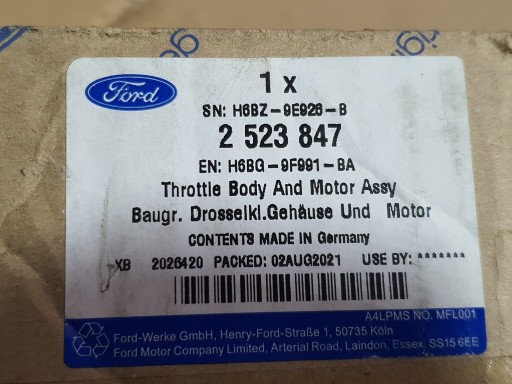 Ford
1 x
SN: H6BZ-9E926-B
2 523 847
EN: H6BG-9F991-BA
Throttle Body And Motor Assy
Baugr. Drosselkl.Gehäuse Und Motor
CONTENTS MADE IN Germany
XB 2026420 PACKED: 02AUG2021 USE BY: *******
A4LPMS NO. MFL001
Ford-Werke GmbH, Henry-Ford-Straße 1, 50735 Köln
Ford Motor Company Limited, Arterial Road, Laindon, Essex, SS15 6EE